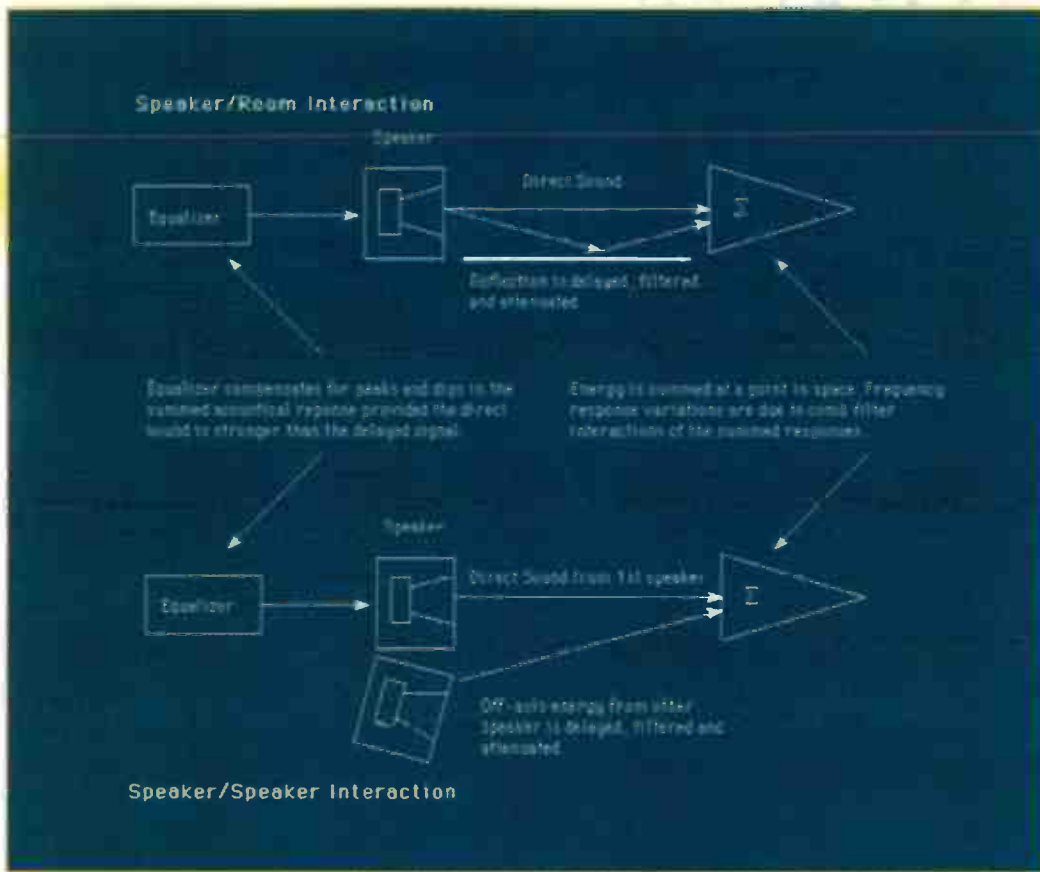 Speaker/Room Interaction
Speaker
Equalizer
Direct Sound
Σ
Reflection is delayed, filtered
and attenuated
Equalizer compensates for peaks and dips in the
summed acoustical reponse provided the direct
sound is stronger than the delayed signal.
Energy is summed at a point in space. Frequency
response variations are due to comb filter
interactions of the summed responses.
Speaker
Equalizer
Direct Sound from 1st speaker
Σ
Off-axis energy from other
speaker is delayed, filtered and
attenuated
Speaker/Speaker Interaction